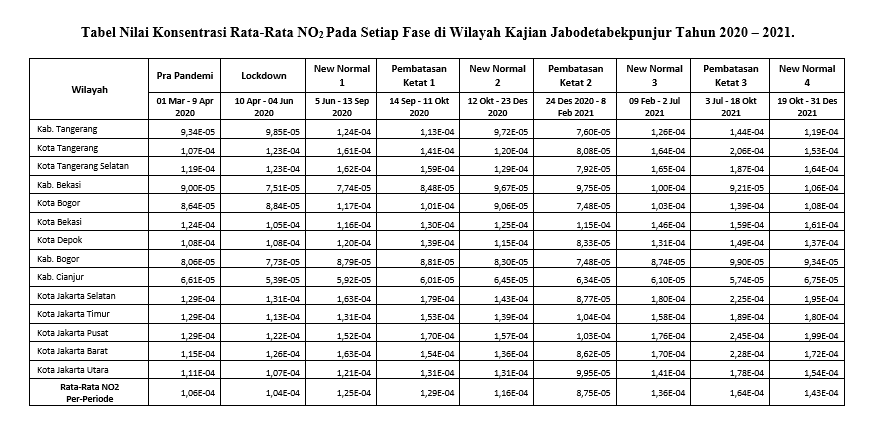 Tabel Nilai Konsentrasi Rata-Rata NO2 Pada Setiap Fase di Wilayah Kajian Jabodetabekpunjur Tahun 2020 – 2021.
Wilayah Pra Pandemi Lockdown New Normal 1 Pembatasan Ketat 1 New Normal 2 Pembatasan Ketat 2 New Normal 3 Pembatasan Ketat 3 New Normal 4
01 Mar - 9 Apr 2020 10 Apr - 04 Jun 2020 5 Jun - 13 Sep 2020 14 Sep - 11 Okt 2020 12 Okt - 23 Des 2020 24 Des 2020 - 8 Feb 2021 09 Feb - 2 Jul 2021 3 Jul - 18 Okt 2021 19 Okt - 31 Des 2021
Kab. Tangerang 9,34E-05 9,85E-05 1,24E-04 1,13E-04 9,72E-05 7,60E-05 1,26E-04 1,44E-04 1,19E-04
Kota Tangerang 1,07E-04 1,23E-04 1,61E-04 1,41E-04 1,20E-04 8,08E-05 1,64E-04 2,06E-04 1,53E-04
Kota Tangerang Selatan 1,19E-04 1,23E-04 1,62E-04 1,59E-04 1,29E-04 7,92E-05 1,65E-04 1,87E-04 1,64E-04
Kab. Bekasi 9,00E-05 7,51E-05 7,74E-05 8,48E-05 9,67E-05 9,75E-05 1,00E-04 9,21E-05 1,06E-04
Kota Bogor 8,64E-05 8,84E-05 1,17E-04 1,01E-04 9,06E-05 7,48E-05 1,03E-04 1,39E-04 1,08E-04
Kota Bekasi 1,24E-04 1,05E-04 1,16E-04 1,30E-04 1,25E-04 1,15E-04 1,46E-04 1,59E-04 1,61E-04
Kota Depok 1,08E-04 1,08E-04 1,20E-04 1,39E-04 1,15E-04 8,33E-05 1,31E-04 1,49E-04 1,37E-04
Kab. Bogor 8,06E-05 7,73E-05 8,79E-05 8,81E-05 8,30E-05 7,48E-05 8,74E-05 9,90E-05 9,34E-05
Kab. Cianjur 6,61E-05 5,39E-05 5,92E-05 6,01E-05 6,45E-05 6,34E-05 6,10E-05 5,74E-05 6,75E-05
Kota Jakarta Selatan 1,29E-04 1,31E-04 1,63E-04 1,79E-04 1,43E-04 8,77E-05 1,80E-04 2,25E-04 1,95E-04
Kota Jakarta Timur 1,29E-04 1,13E-04 1,31E-04 1,53E-04 1,39E-04 1,04E-04 1,58E-04 1,89E-04 1,80E-04
Kota Jakarta Pusat 1,29E-04 1,22E-04 1,52E-04 1,70E-04 1,57E-04 1,03E-04 1,76E-04 2,45E-04 1,99E-04
Kota Jakarta Barat 1,15E-04 1,26E-04 1,63E-04 1,54E-04 1,36E-04 8,62E-05 1,70E-04 2,28E-04 1,72E-04
Kota Jakarta Utara 1,11E-04 1,07E-04 1,21E-04 1,31E-04 1,31E-04 9,95E-05 1,41E-04 1,78E-04 1,54E-04
Rata-Rata NO2 Per-Periode 1,06E-04 1,04E-04 1,25E-04 1,29E-04 1,16E-04 8,75E-05 1,36E-04 1,64E-04 1,43E-04